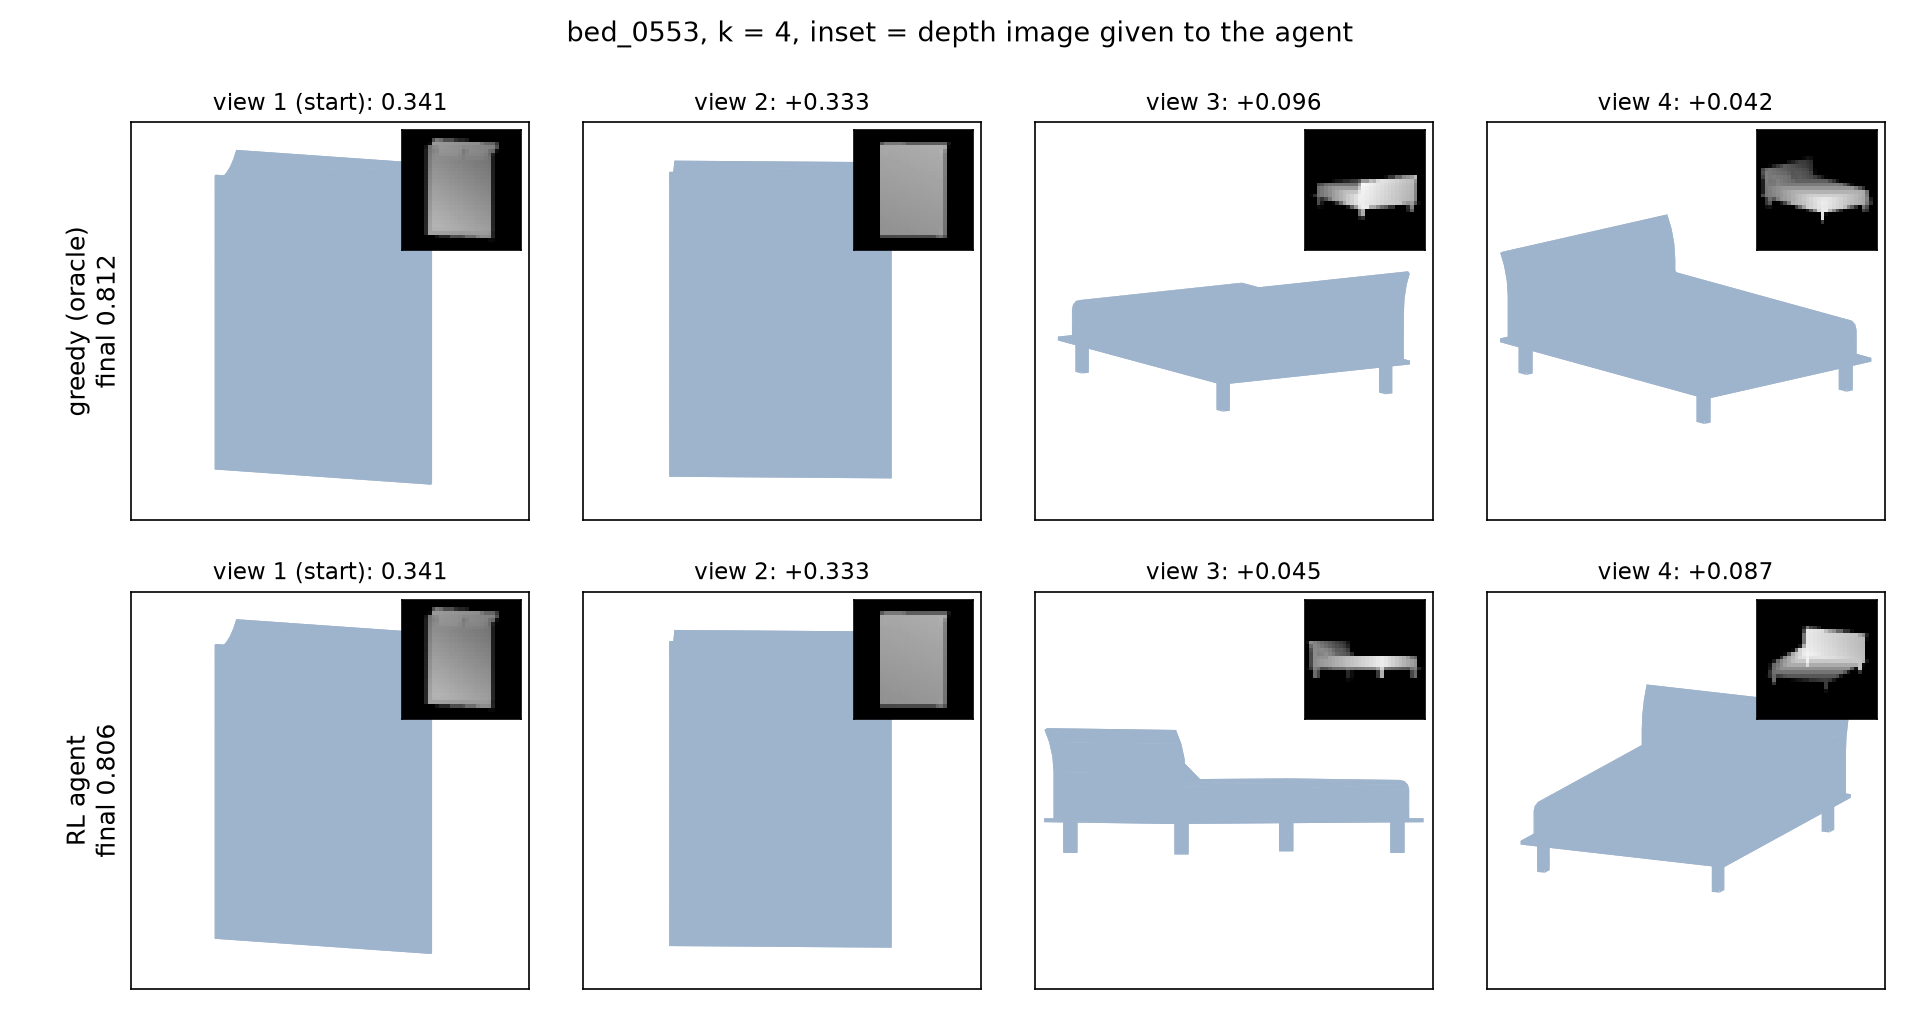 bed_0553, k = 4, inset = depth image given to the agent
greedy (oracle)
final 0.812
view 1 (start): 0.341
view 2: +0.333
view 3: +0.096
view 4: +0.042
RL agent
final 0.806
view 1 (start): 0.341
view 2: +0.333
view 3: +0.045
view 4: +0.087